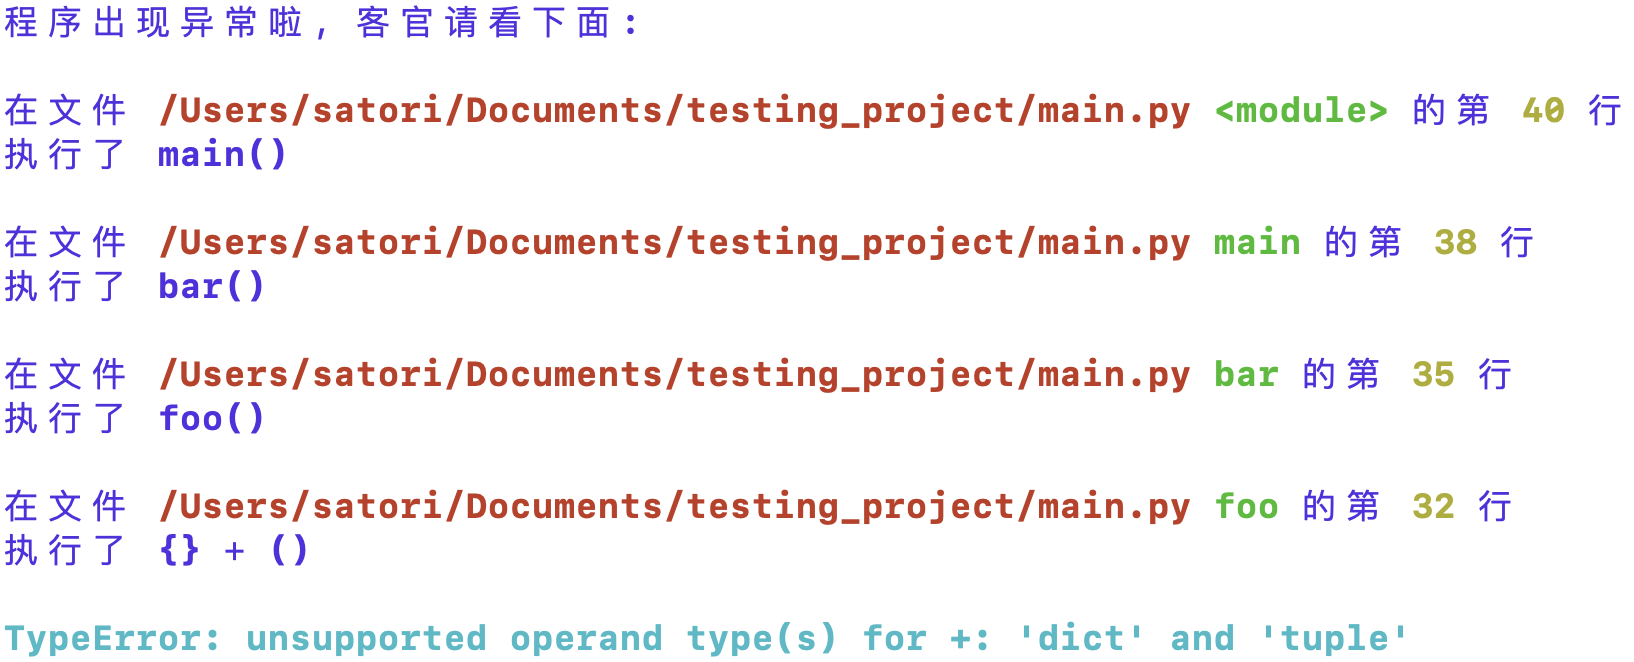 程序出现异常啦, 客官请看下面:
在文件 /Users/satori/Documents/testing_project/main.py <module> 的第 40 行
执行了 main()
在文件 /Users/satori/Documents/testing_project/main.py main 的第 38 行
执行了 bar()
在文件 /Users/satori/Documents/testing_project/main.py bar 的第 35 行
执行了 foo()
在文件 /Users/satori/Documents/testing_project/main.py foo 的第 32 行
执行了 {} + ()
TypeError: unsupported operand type(s) for +: 'dict' and 'tuple'